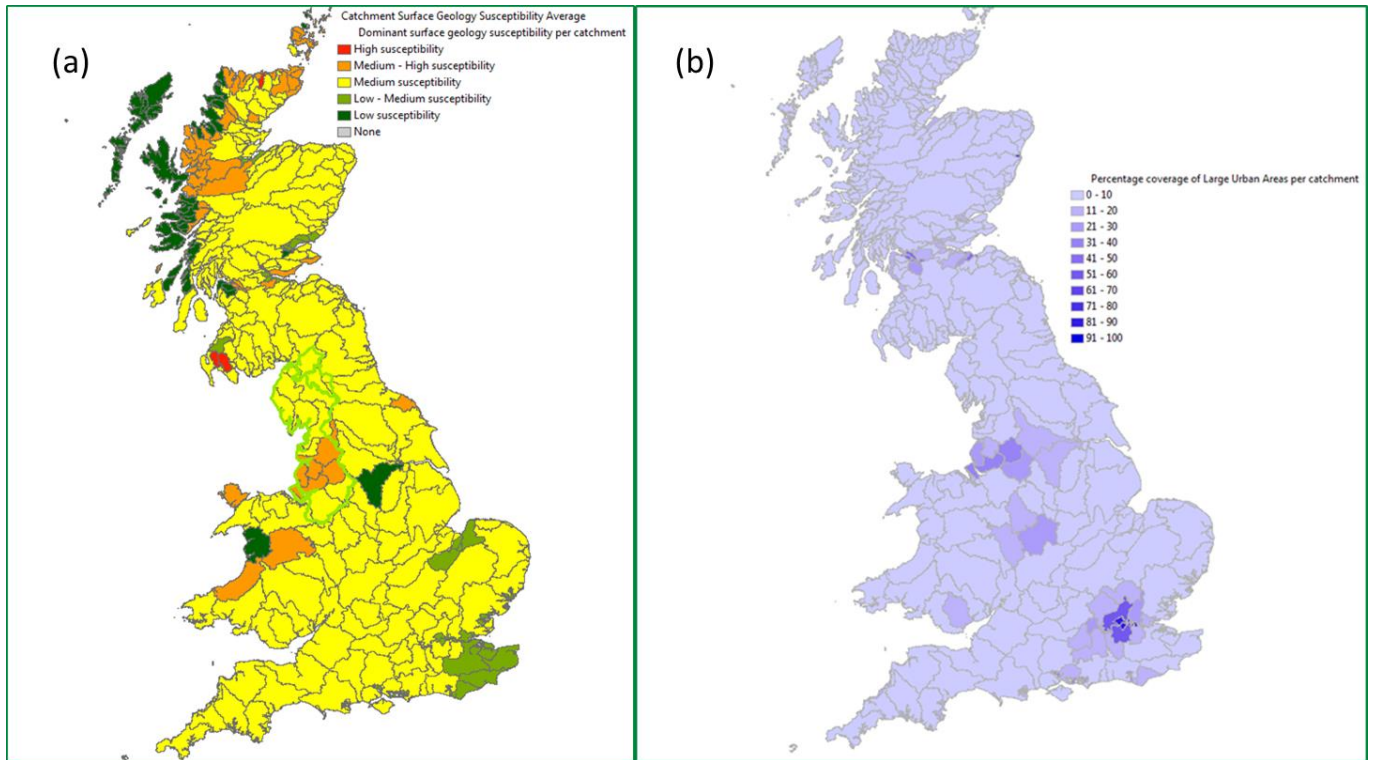 (a)
Catchment Surface Geology Susceptibility Average
Dominant surface geology susceptibility per catchment
High susceptibility
Medium - High susceptibility
Medium susceptibility
Low - Medium susceptibility
Low susceptibility
None
(b)
Percentage coverage of Large Urban Areas per catchment
0 - 10
11 - 20
21 - 30
31 - 40
41 - 50
51 - 60
61 - 70
71 - 80
81 - 90
91 - 100